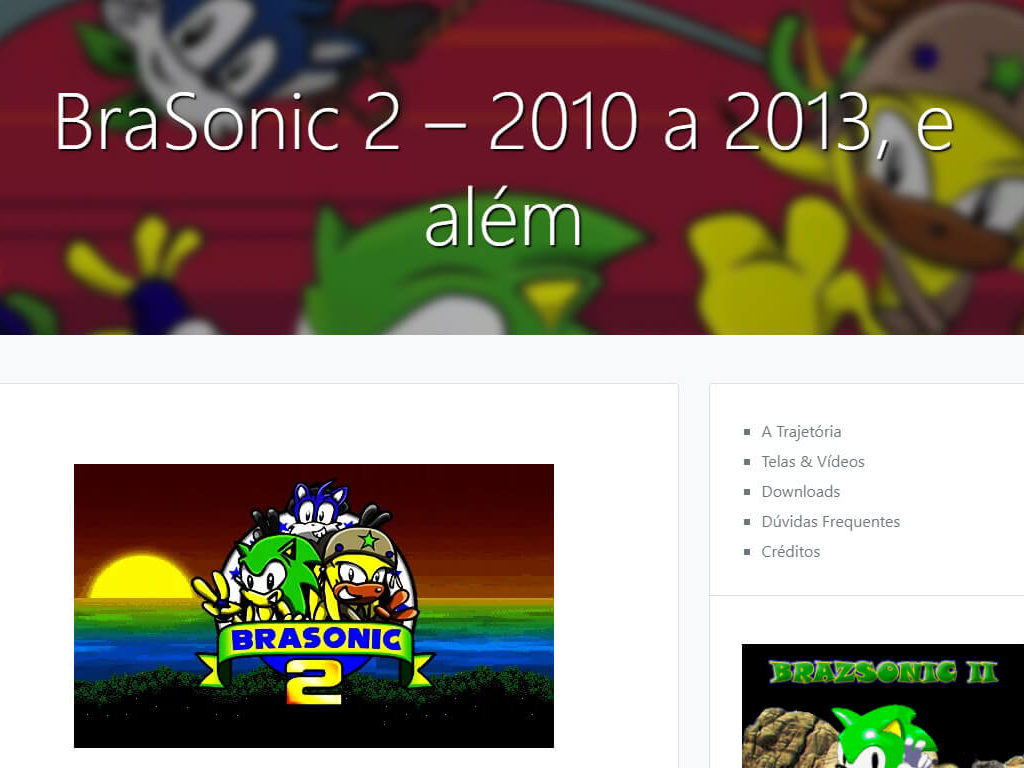 BraSonic 2 – 2010 a 2013, e
além
BRASONIC
2
A Trajetória
Telas & Vídeos
Downloads
Dúvidas Frequentes
Créditos
BRAZSONIC II